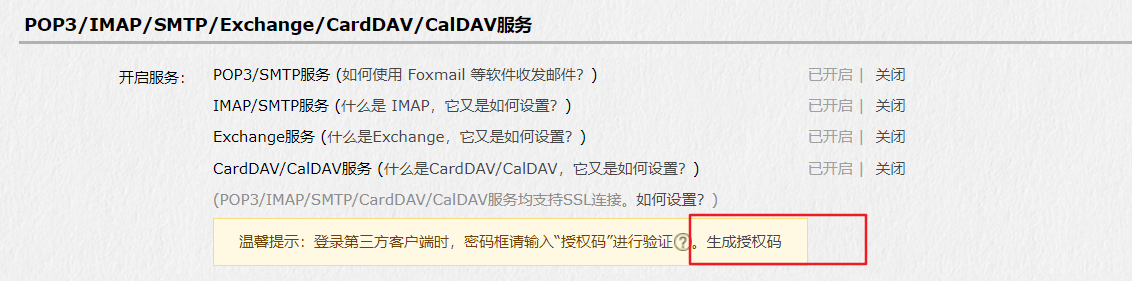 POP3/IMAP/SMTP/Exchange/CardDAV/CalDAV服务
开启服务： POP3/SMTP服务 (如何使用 Foxmail 等软件收发邮件？) 已开启 | 关闭
IMAP/SMTP服务 (什么是 IMAP，它又是如何设置？) 已开启 | 关闭
Exchange服务 (什么是Exchange，它又是如何设置？) 已开启 | 关闭
CardDAV/CalDAV服务 (什么是CardDAV/CalDAV，它又是如何设置？) 已开启 | 关闭
(POP3/IMAP/SMTP/CardDAV/CalDAV服务均支持SSL连接。如何设置？)
温馨提示：登录第三方客户端时，密码框请输入“授权码”进行验证?。生成授权码